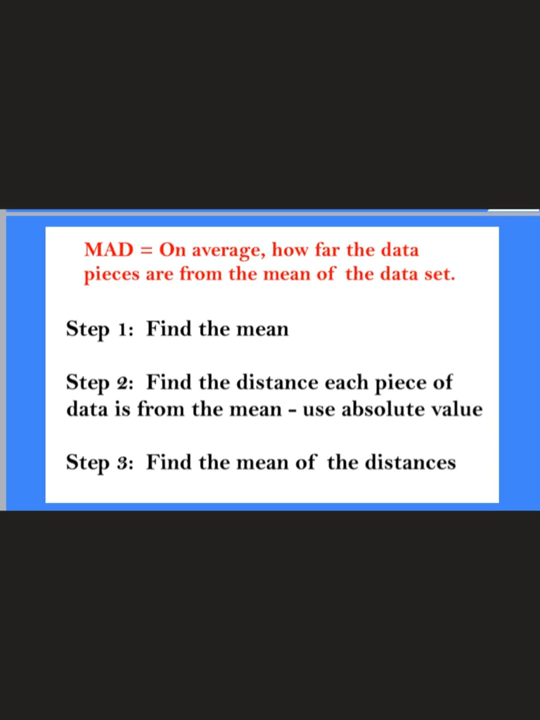 MAD = On average, how far the data
pieces are from the mean of the data set.
Step 1: Find the mean
Step 2: Find the distance each piece of
data is from the mean - use absolute value
Step 3: Find the mean of the distances